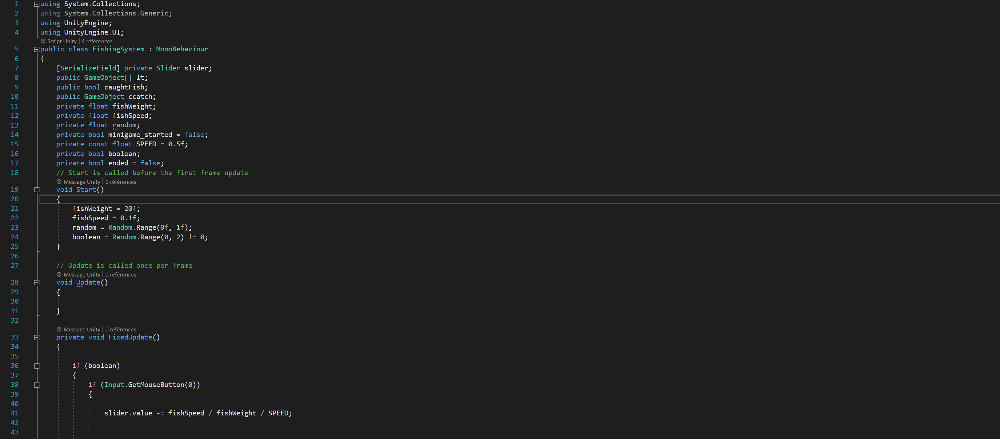 1 using System.Collections;
2 using System.Collections.Generic;
3 using UnityEngine;
4 using UnityEngine.UI;
Script Unity | 4 références
5 public class FishingSystem : MonoBehaviour
6 {
7 [SerializeField] private Slider slider;
8 public GameObject[] lt;
9 public bool caughtFish;
10 public GameObject ccatch;
11 private float fishWeight;
12 private float fishSpeed;
13 private float random;
14 private bool minigame_started = false;
15 private const float SPEED = 0.5f;
16 private bool boolean;
17 private bool ended = false;
18 // Start is called before the first frame update
Message Unity | 0 références
19 void Start()
20 {
21 fishWeight = 20f;
22 fishSpeed = 0.1f;
23 random = Random.Range(0f, 1f);
24 boolean = Random.Range(0, 2) != 0;
25 }
26
27 // Update is called once per frame
Message Unity | 0 références
28 void Update()
29 {
30
31 }
32
Message Unity | 0 références
33 private void FixedUpdate()
34 {
35
36 if (boolean)
37 {
38 if (Input.GetMouseButton(0))
39 {
40
41 slider.value -= fishSpeed / fishWeight / SPEED;
42
43